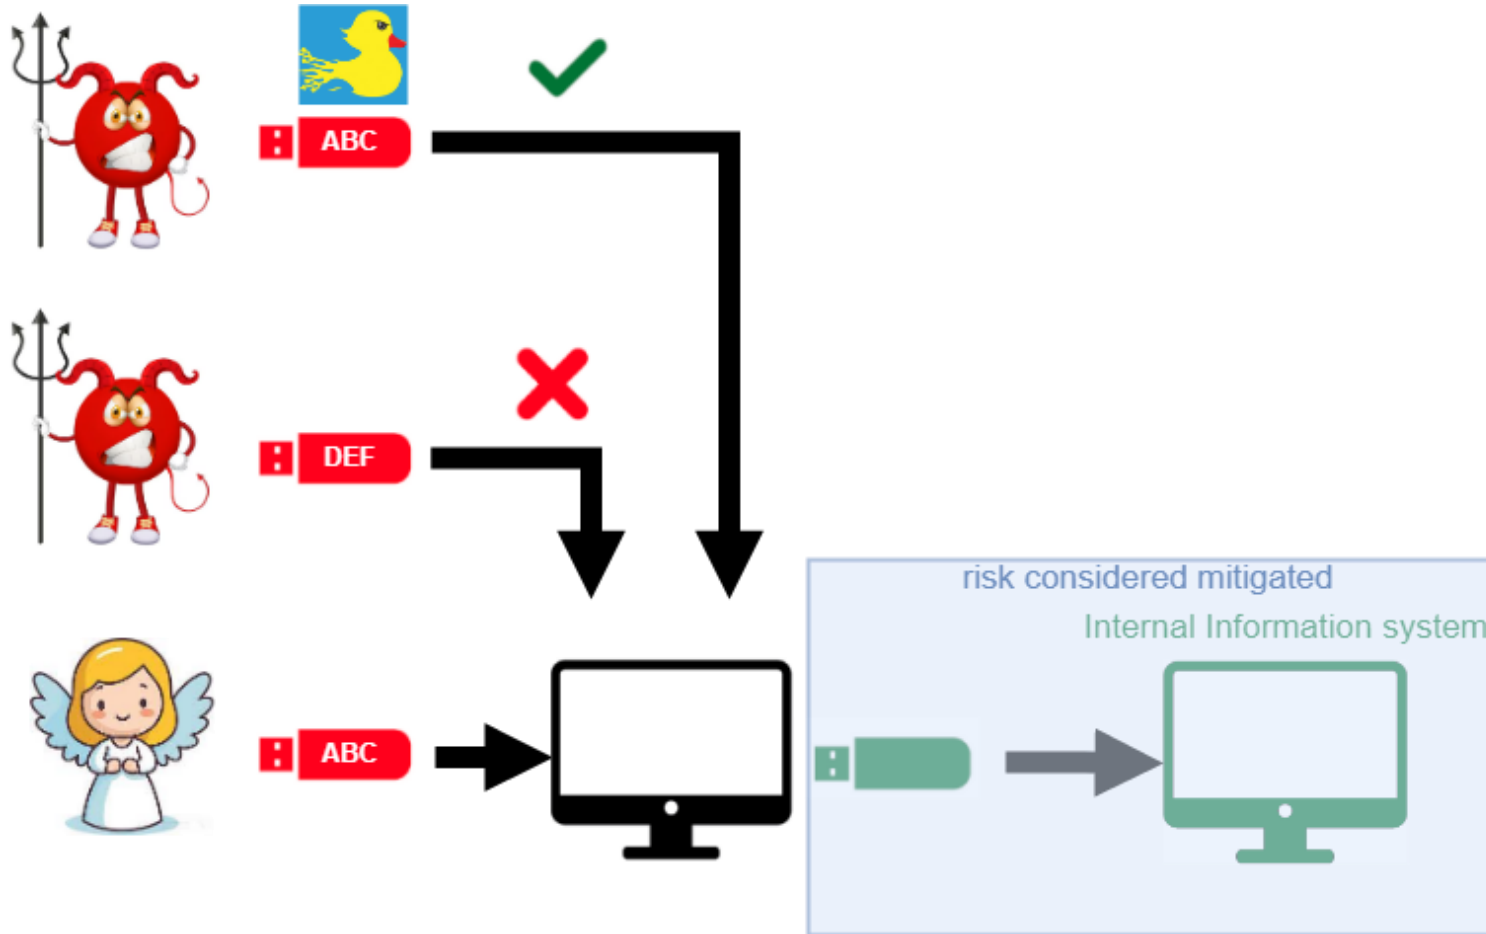 ABC
DEF
risk considered mitigated
Internal Information system
ABC